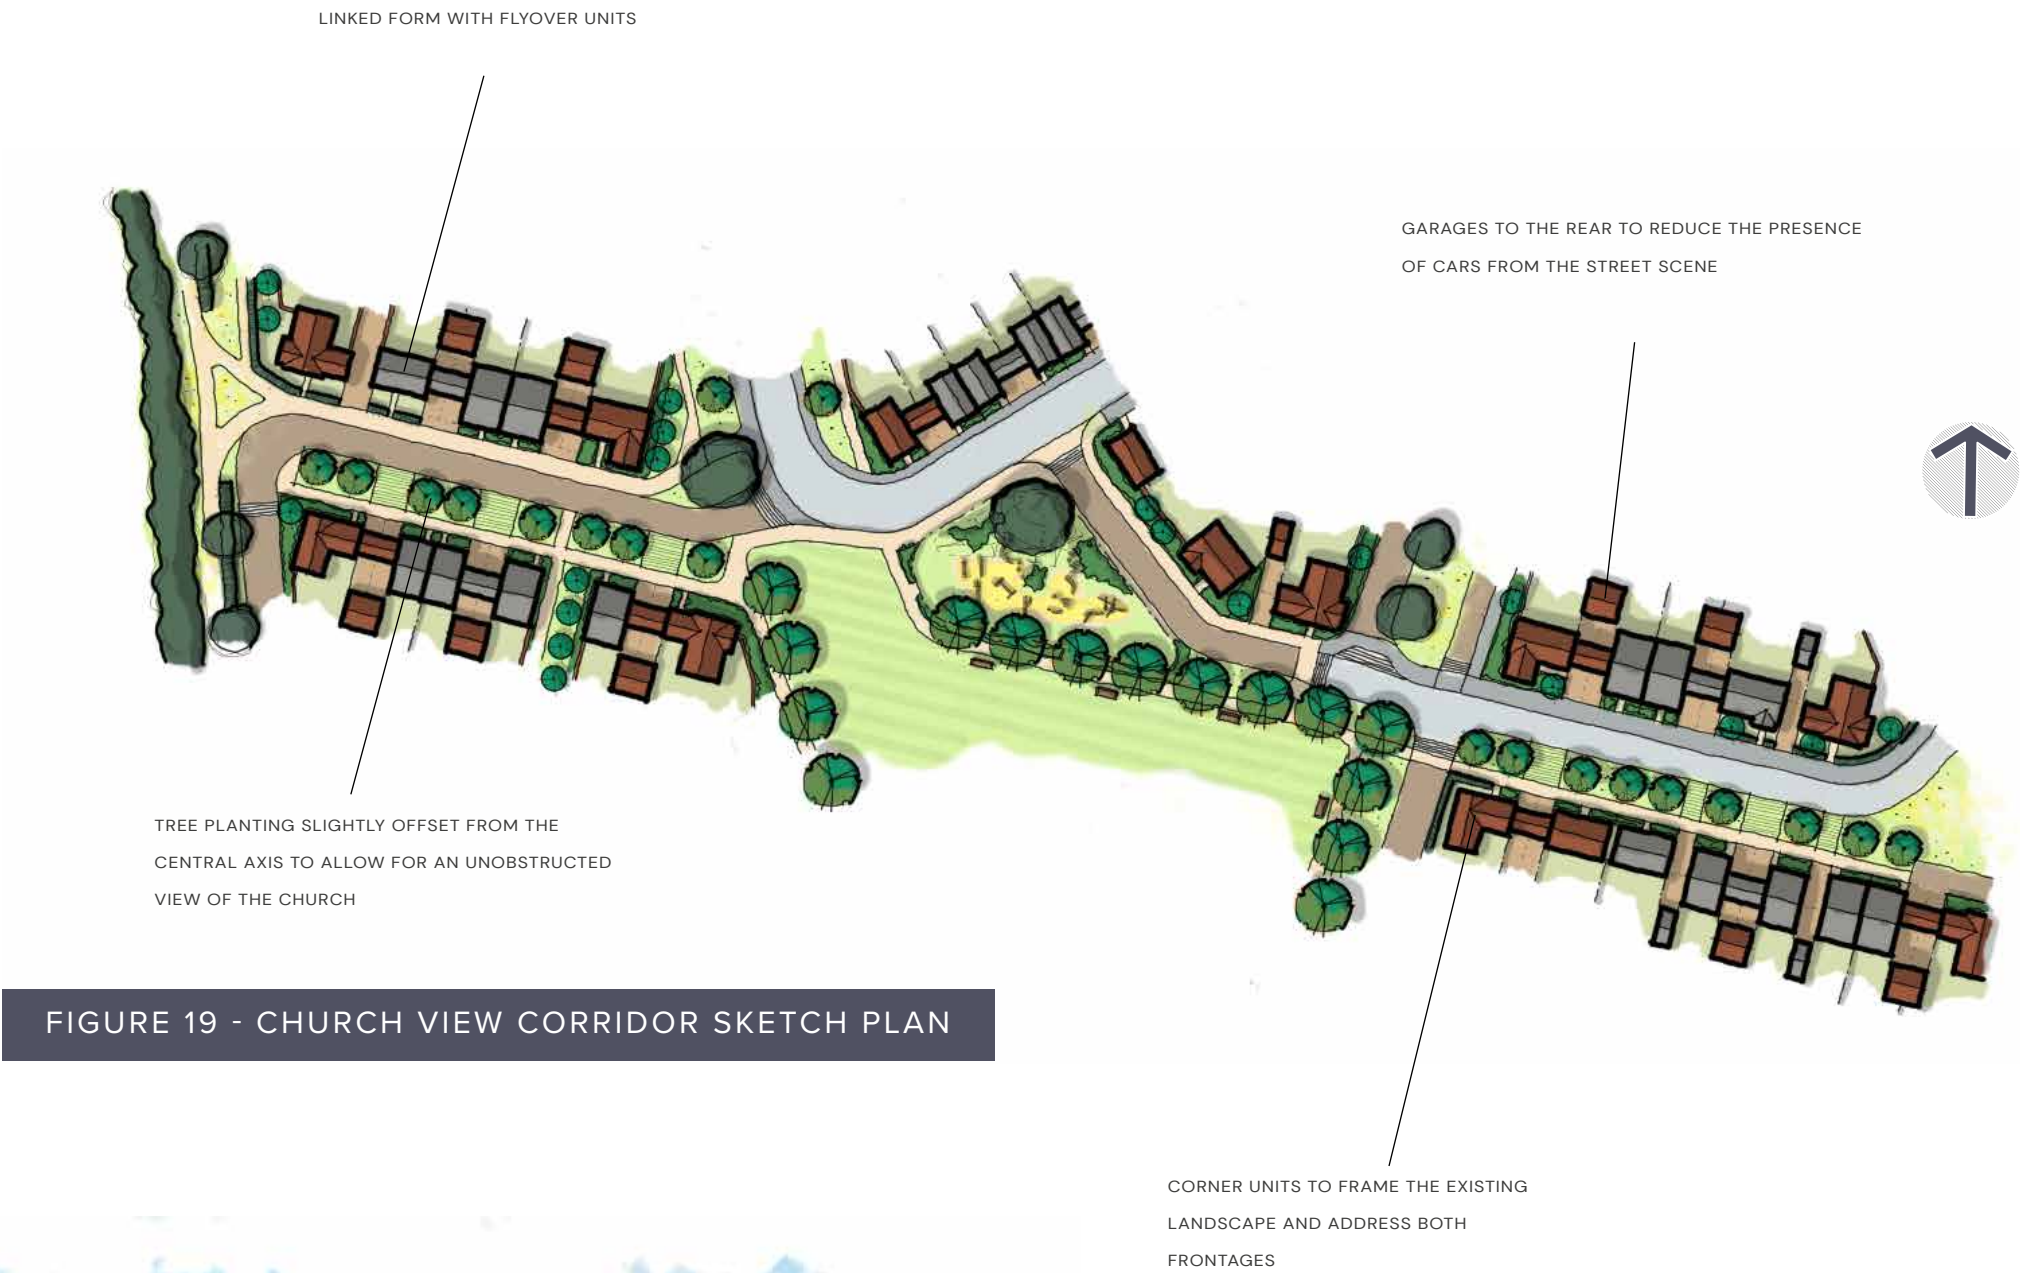 LINKED FORM WITH FLYOVER UNITS
GARAGES TO THE REAR TO REDUCE THE PRESENCE
OF CARS FROM THE STREET SCENE
TREE PLANTING SLIGHTLY OFFSET FROM THE
CENTRAL AXIS TO ALLOW FOR AN UNOBSTRUCTED
VIEW OF THE CHURCH
FIGURE 19 - CHURCH VIEW CORRIDOR SKETCH PLAN
CORNER UNITS TO FRAME THE EXISTING
LANDSCAPE AND ADDRESS BOTH
FRONTAGES